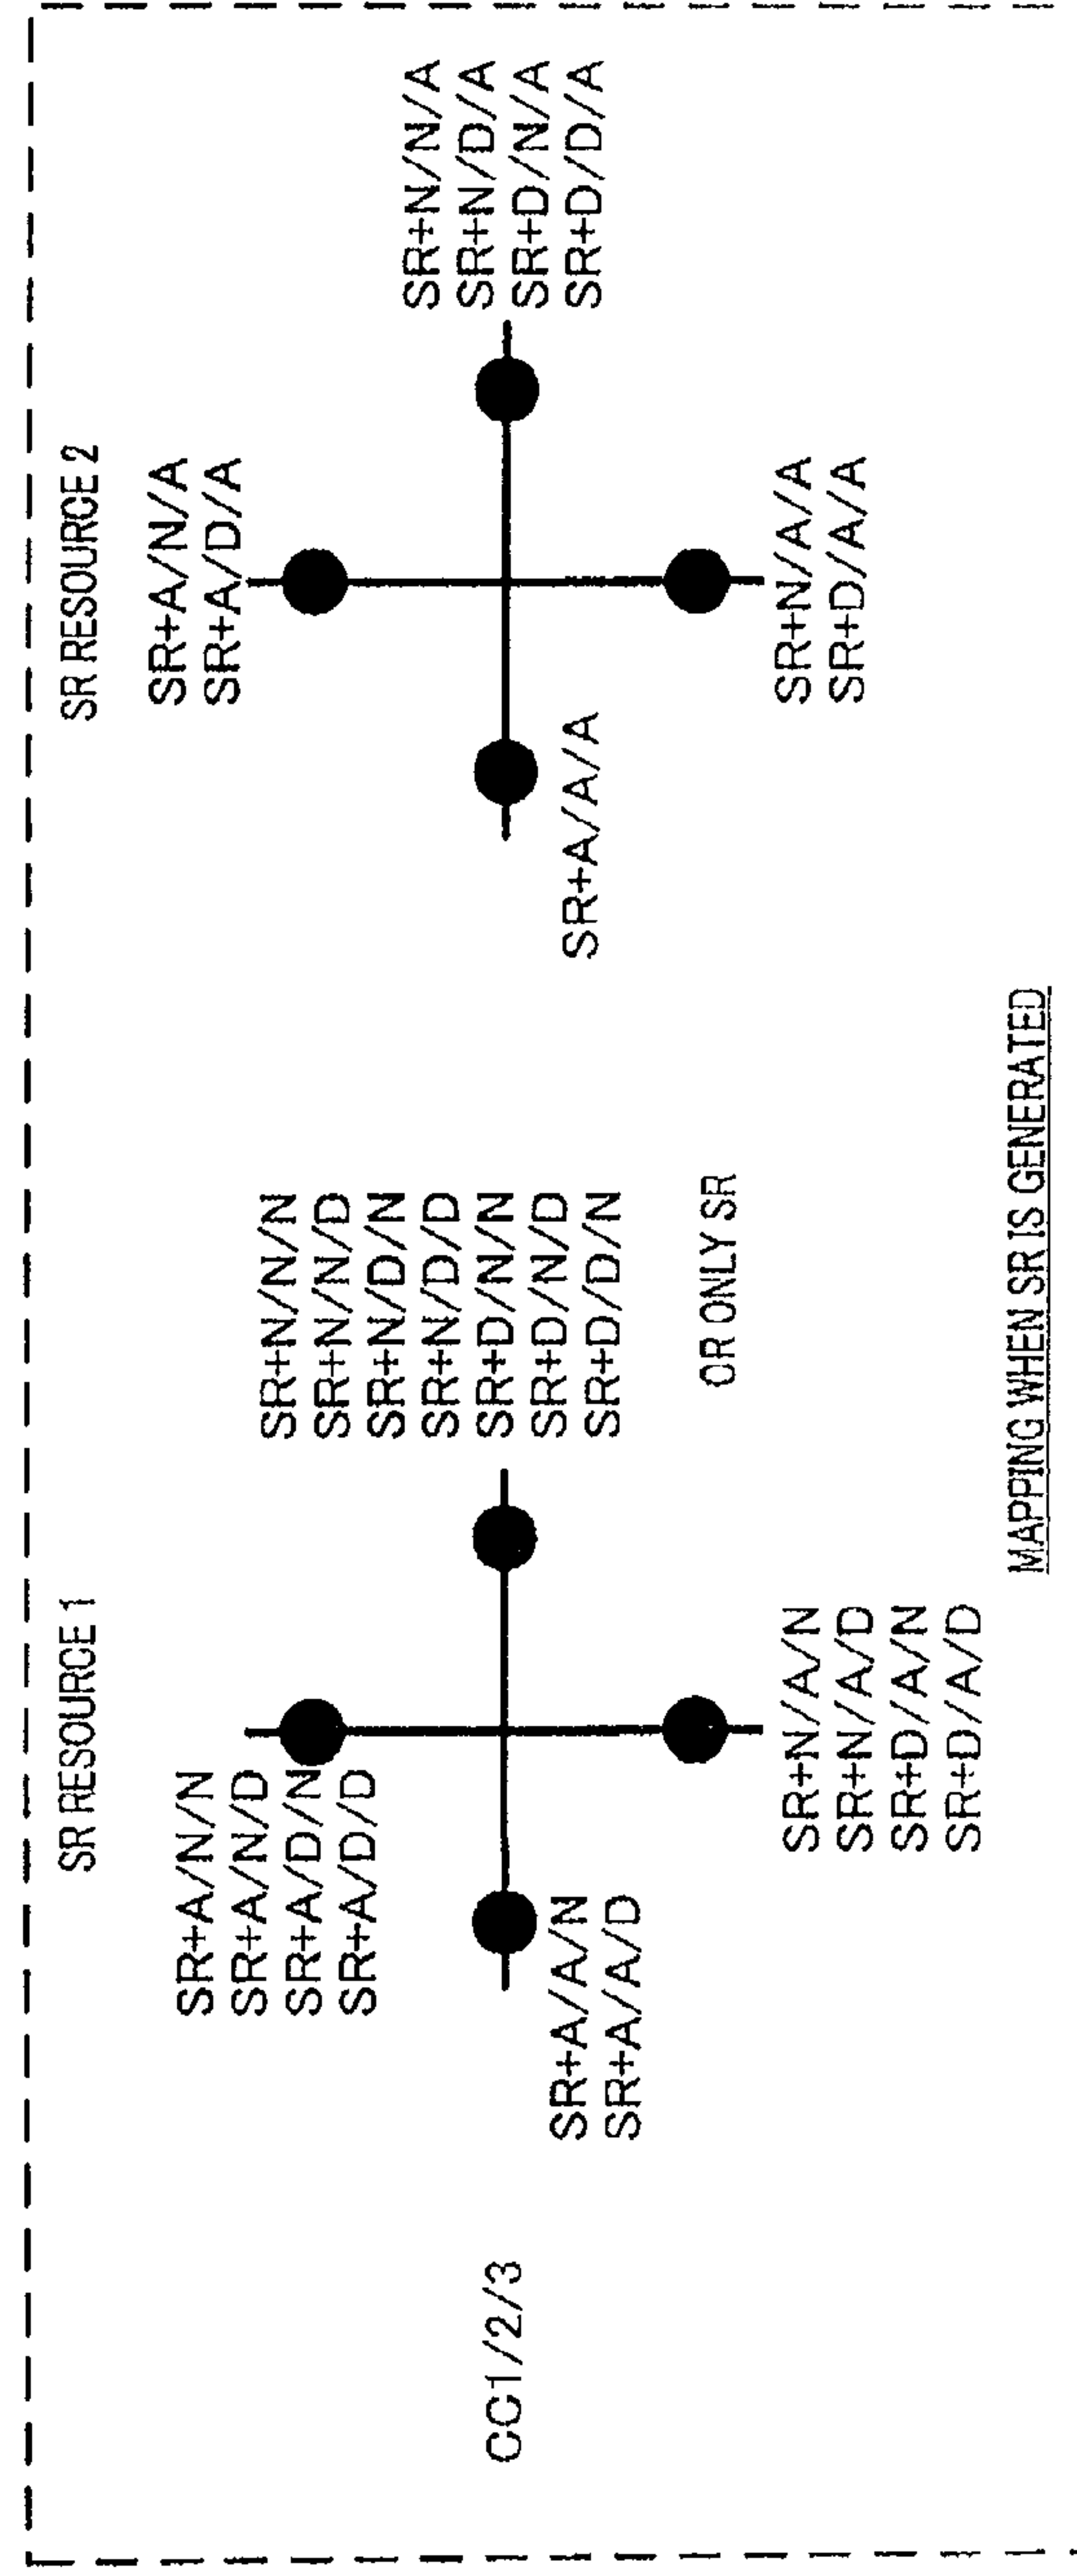 SR RESOURCE 1
SR+A/N/N
SR+A/N/D
SR+A/D/N
SR+A/D/D
SR+N/N/N
SR+N/N/D
SR+N/D/N
SR+N/D/D
SR+D/N/N
SR+D/N/D
SR+D/D/N
OR ONLY SR
CC1/2/3
SR+A/A/N
SR+A/A/D
SR+N/A/N
SR+N/A/D
SR+D/A/N
SR+D/A/D
SR RESOURCE 2
SR+A/N/A
SR+A/D/A
SR+N/N/A
SR+N/D/A
SR+D/N/A
SR+D/D/A
SR+A/A/A
SR+N/A/A
SR+D/A/A
MAPPING WHEN SR IS GENERATED